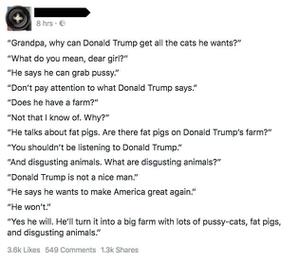 8 hrs ·
“Grandpa, why can Donald Trump get all the cats he wants?”
“What do you mean, dear girl?”
“He says he can grab pussy.”
“Don’t pay attention to what Donald Trump says.”
“Does he have a farm?”
“Not that I know of. Why?”
“He talks about fat pigs. Are there fat pigs on Donald Trump’s farm?”
“You shouldn’t be listening to Donald Trump.”
“And disgusting animals. What are disgusting animals?”
“Donald Trump is not a nice man.”
“He says he wants to make America great again.”
“He won’t.”
“Yes he will. He’ll turn it into a big farm with lots of pussy-cats, fat pigs,
and disgusting animals.”
3.6k Likes 549 Comments 1.3k Shares